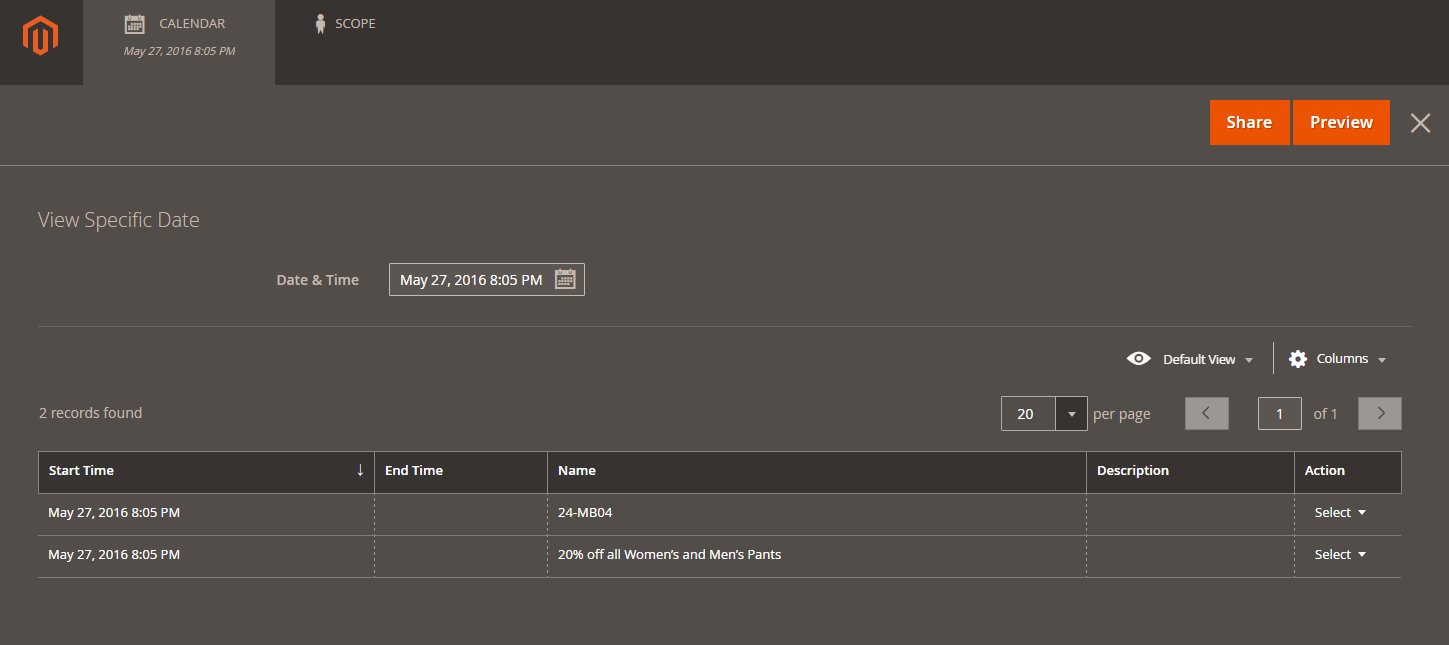 CALENDAR
May 27, 2016 8:05 PM
SCOPE
Share
Preview
View Specific Date
Date & Time
May 27, 2016 8:05 PM
Default View
Columns
2 records found
20
per page
1
of 1
Start Time ↓ End Time Name Description Action
May 27, 2016 8:05 PM 24-MB04 Select
May 27, 2016 8:05 PM 20% off all Women’s and Men’s Pants Select